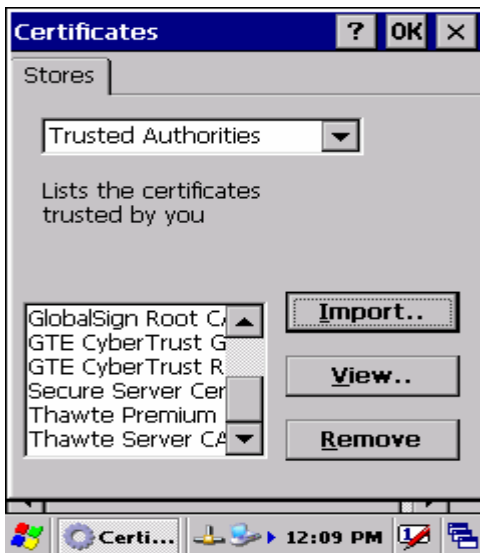 Certificates ? OK ×
Stores
Trusted Authorities
Lists the certificates
trusted by you
GlobalSign Root CA
GTE CyberTrust G
GTE CyberTrust R
Secure Server Cer
Thawte Premium
Thawte Server CA
Import..
View..
Remove
Certi... 12:09 PM